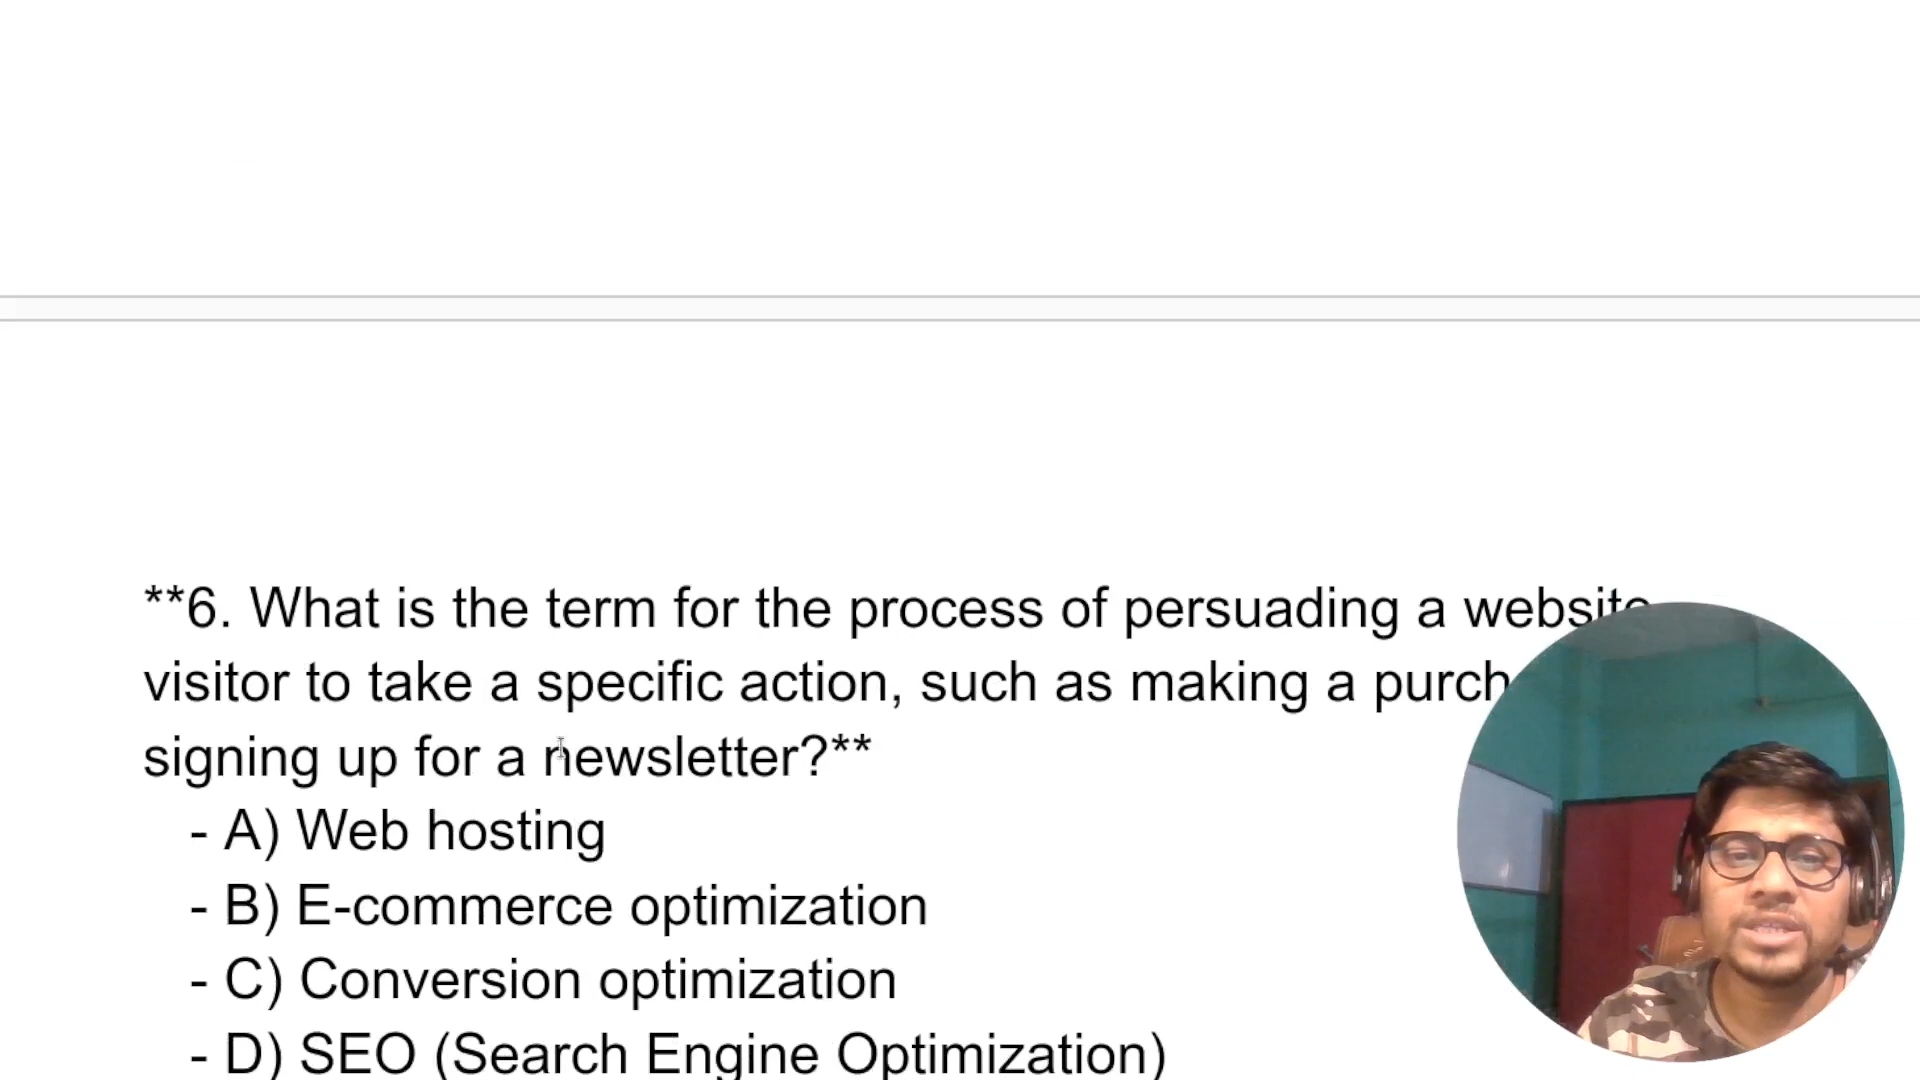 **6. What is the term for the process of persuading a website
visitor to take a specific action, such as making a purch
signing up for a newsletter?**
- A) Web hosting
- B) E-commerce optimization
- C) Conversion optimization
- D) SEO (Search Engine Optimization)